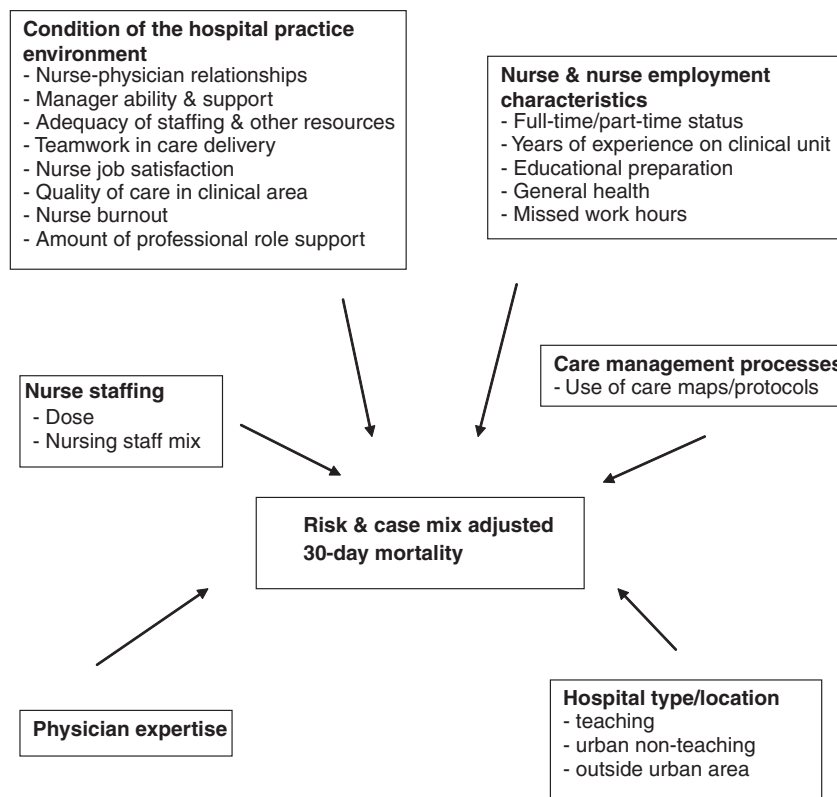 Condition of the hospital practice
environment
- Nurse-physician relationships
- Manager ability & support
- Adequacy of staffing & other resources
- Teamwork in care delivery
- Nurse job satisfaction
- Quality of care in clinical area
- Nurse burnout
- Amount of professional role support
Nurse & nurse employment
characteristics
- Full-time/part-time status
- Years of experience on clinical unit
- Educational preparation
- General health
- Missed work hours
Care management processes
- Use of care maps/protocols
Nurse staffing
- Dose
- Nursing staff mix
Risk & case mix adjusted
30-day mortality
Physician expertise
Hospital type/location
- teaching
- urban non-teaching
- outside urban area